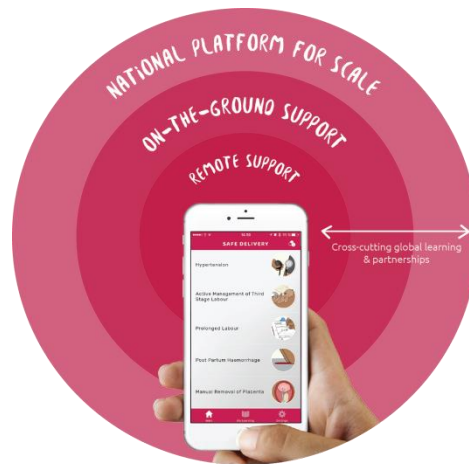 NATIONAL PLATFORM FOR SCALE
ON-THE-GROUND SUPPORT
REMOTE SUPPORT
SAFE DELIVERY
Hypertension
Active Management of Third
Stage Labour
Prolonged Labour
Post Partum Haemorrhage
Manual Removal of Placenta
Cross-cutting global learning
& partnerships